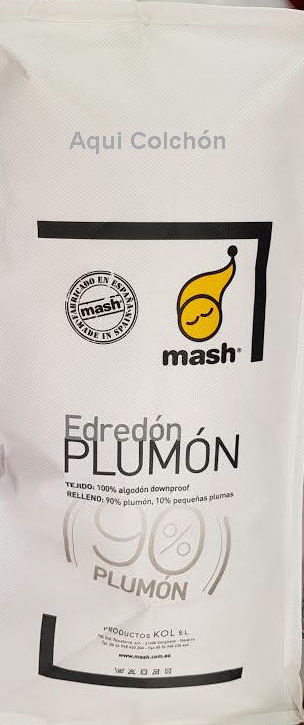 Aqui Colchón
FABRICADO EN ESPAÑA
mash
MADE IN SPAIN
mash®
Edredón
PLUMÓN
TEJIDO: 100% algodón downproof
RELLENO: 90% plumón, 10% pequeñas plumas
90%
PLUMÓN
PRODUCTOS KOL S.L.
www.mash.com.es